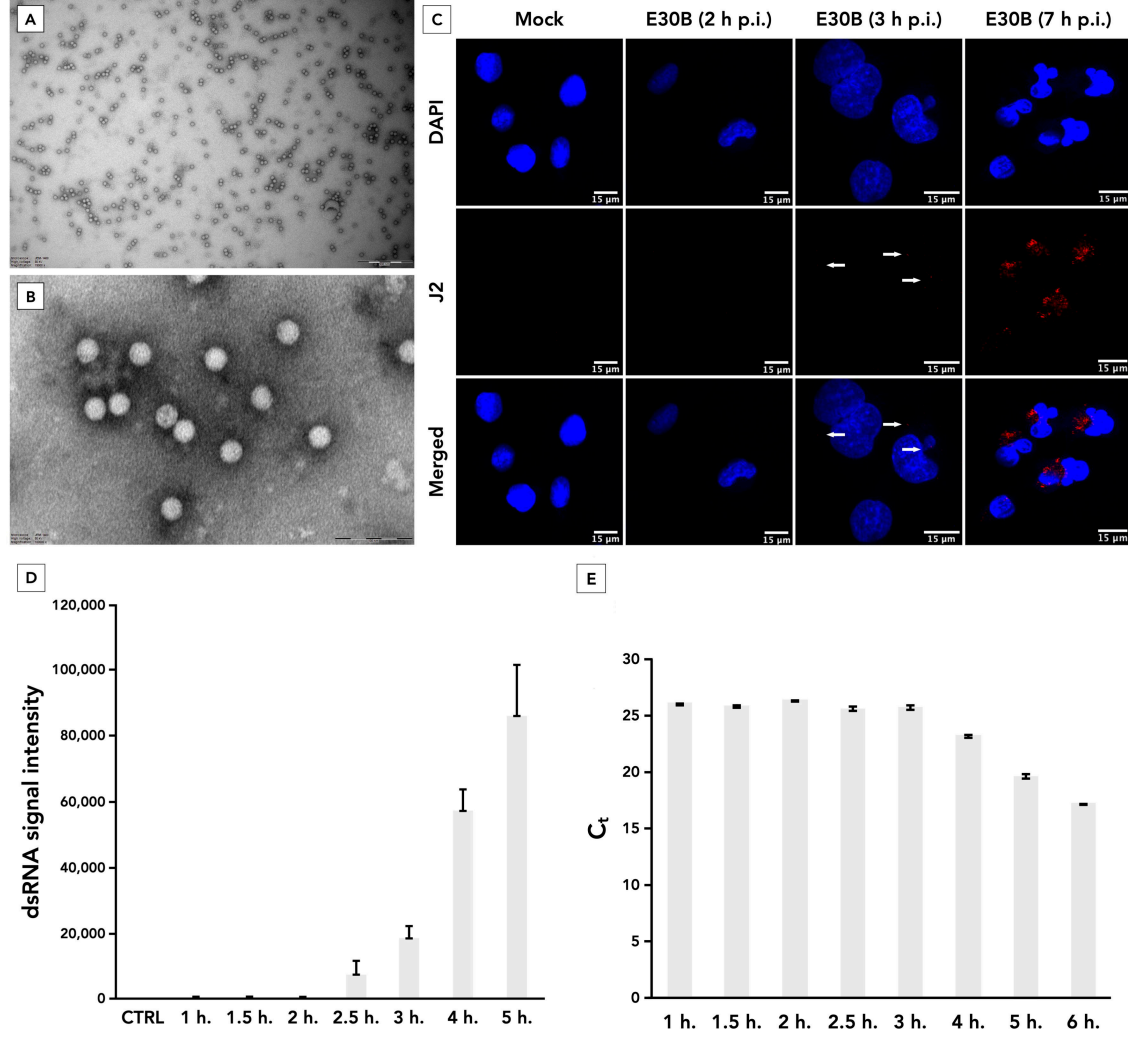 A
B
C
Mock
E30B (2 h p.i.)
E30B (3 h p.i.)
E30B (7 h p.i.)
DAPI
15 µm
15 µm
15 µm
15 µm
J2
15 µm
15 µm
15 µm
15 µm
Merged
15 µm
15 µm
15 µm
15 µm
D
120,000
100,000
80,000
60,000
40,000
20,000
0
dsRNA signal intensity
CTRL 1 h. 1.5 h. 2 h. 2.5 h. 3 h. 4 h. 5 h.
E
30
25
20
15
10
5
0
Ct
1 h. 1.5 h. 2 h. 2.5 h. 3 h. 4 h. 5 h. 6 h.